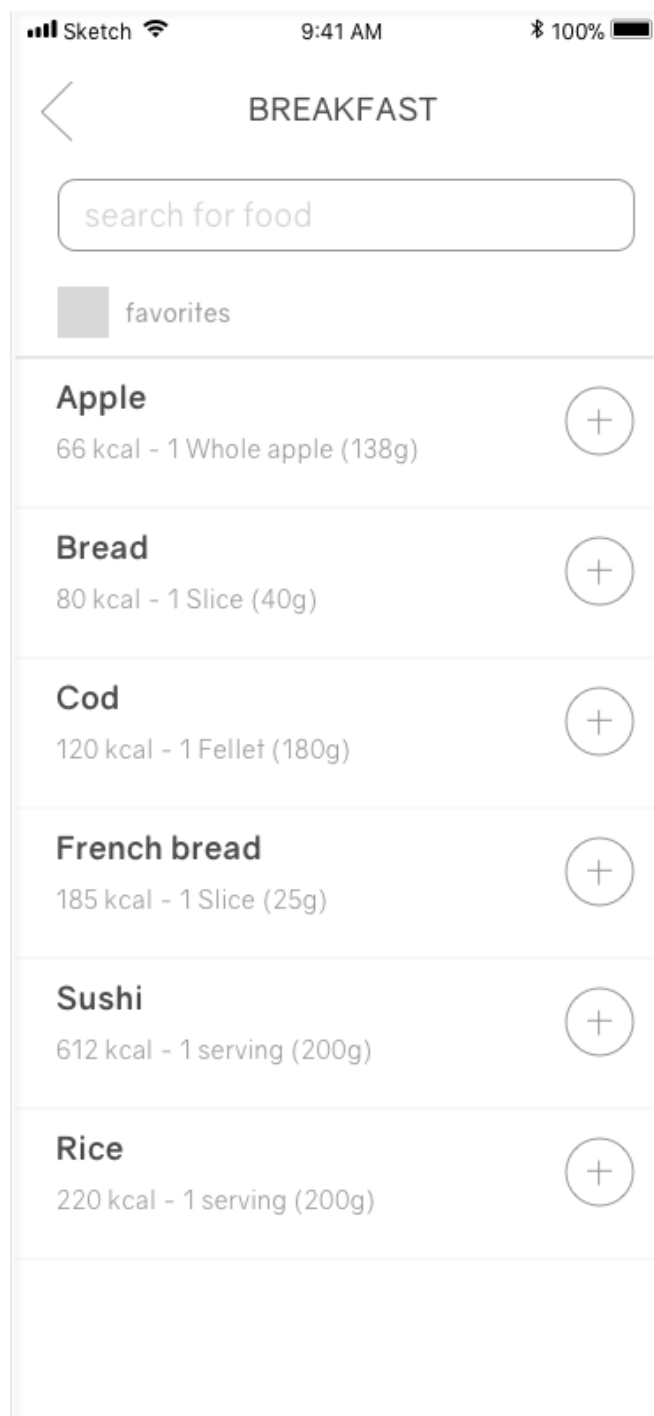 Sketch 9:41 AM 100%
BREAKFAST
search for food
favorites
Apple
66 kcal - 1 Whole apple (138g)
Bread
80 kcal - 1 Slice (40g)
Cod
120 kcal - 1 Fellet (180g)
French bread
185 kcal - 1 Slice (25g)
Sushi
612 kcal - 1 serving (200g)
Rice
220 kcal - 1 serving (200g)